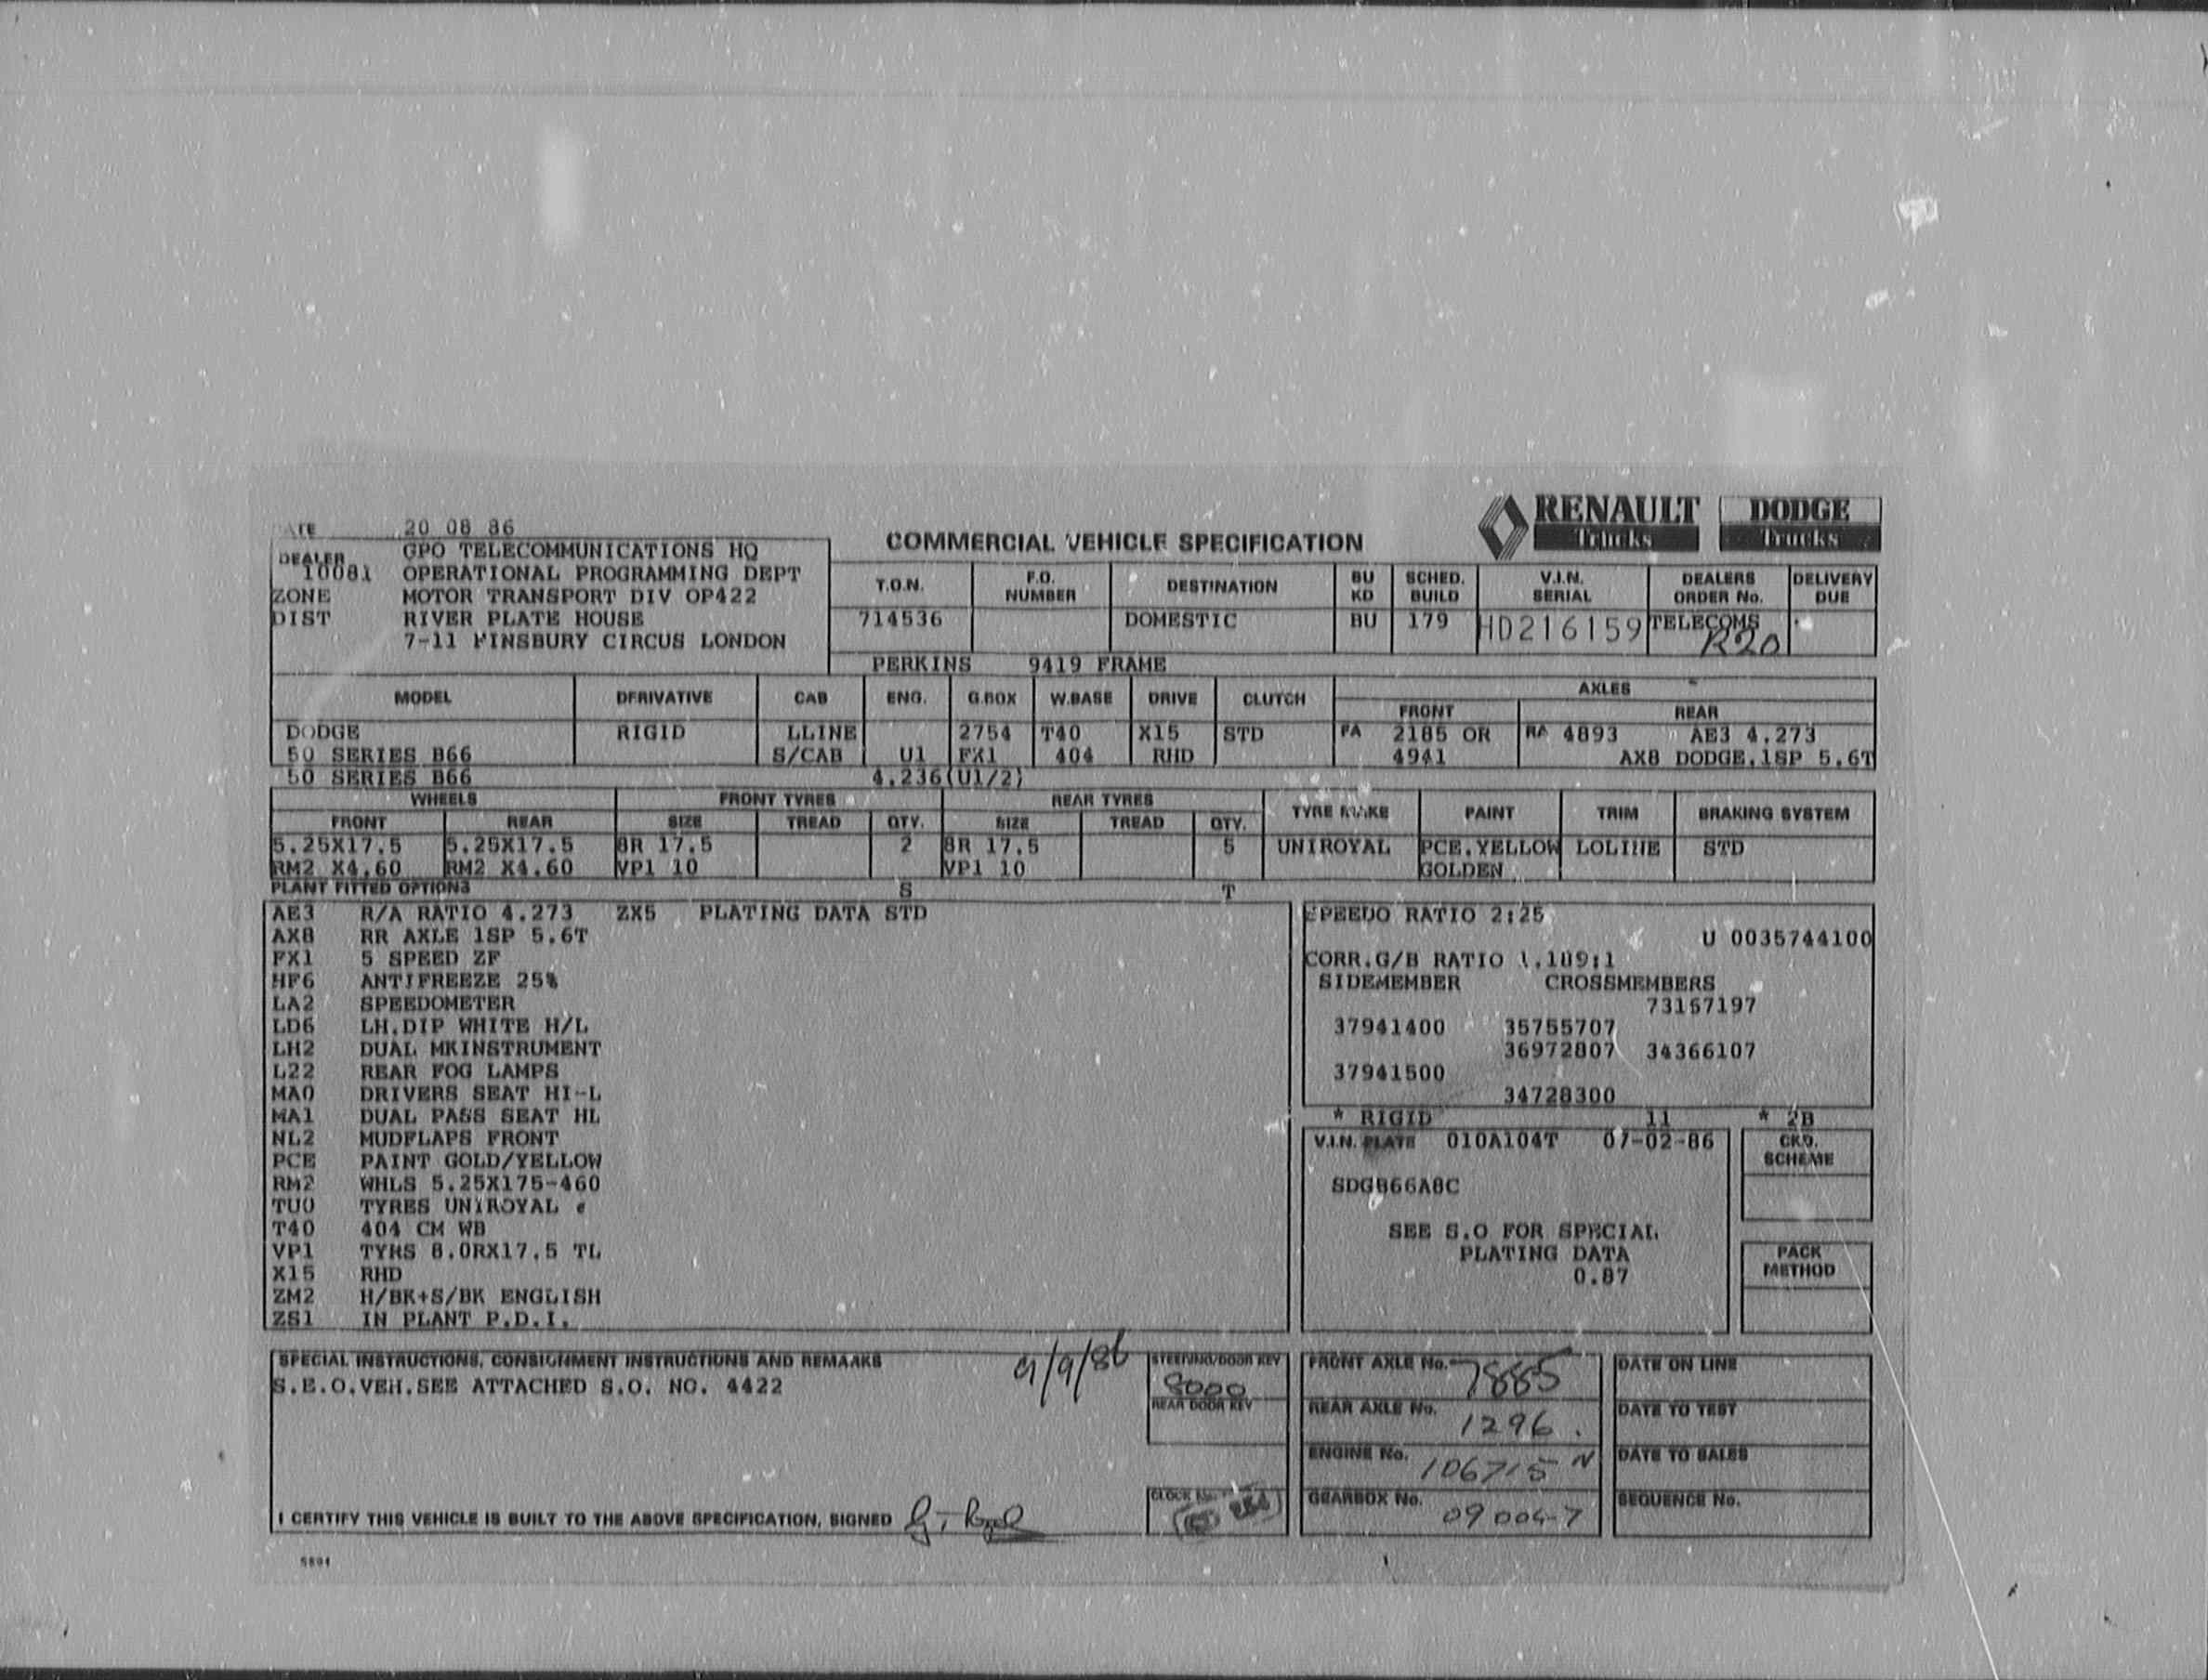 DATE 20 08 86
RENAULT Trucks DODGE Trucks
COMMERCIAL VEHICLE SPECIFICATION
DEALER GPO TELECOMMUNICATIONS HQ
10081 OPERATIONAL PROGRAMMING DEPT
ZONE MOTOR TRANSPORT DIV OP422
DIST RIVER PLATE HOUSE
7-11 FINSBURY CIRCUS LONDON
T.O.N. F.O. NUMBER DESTINATION BU KD SCHED. BUILD V.I.N. SERIAL DEALERS ORDER No. DELIVERY DUE
714536 DOMESTIC BU 179 HD216159 TELECOMS R20
PERKINS 9419 FRAME
MODEL DERIVATIVE CAB ENG. G.BOX W.BASE DRIVE CLUTCH AXLES
FRONT REAR
DODGE RIGID LLINE 2754 T40 X15 STD FA 2185 OR RA 4893 AE3 4.273
50 SERIES B66 S/CAB U1 FX1 404 RHD 4941 AX8 DODGE.1SP 5.6T
50 SERIES B66 4.236(U1/2)
WHEELS FRONT TYRES REAR TYRES TYRE MAKE PAINT TRIM BRAKING SYSTEM
FRONT REAR SIZE TREAD QTY. SIZE TREAD QTY.
5.25X17.5 5.25X17.5 8R 17.5 2 8R 17.5 5 UNIROYAL PCE.YELLOW LOLINE STD
RM2 X4.60 RM2 X4.60 VP1 10 VP1 10 GOLDEN
PLANT FITTED OPTIONS S T
AE3 R/A RATIO 4.273 ZX5 PLATING DATA STD
AX8 RR AXLE 1SP 5.6T
FX1 5 SPEED ZF
HF6 ANTIFREEZE 25%
LA2 SPEEDOMETER
LD6 LH.DIP WHITE H/L
LH2 DUAL MKINSTRUMENT
L22 REAR FOG LAMPS
MA0 DRIVERS SEAT HI-L
MA1 DUAL PASS SEAT HL
NL2 MUDFLAPS FRONT
PCE PAINT GOLD/YELLOW
RM2 WHLS 5.25X175-460
TU0 TYRES UNIROYAL
T40 404 CM WB
VP1 TYRS 8.0RX17.5 TL
X15 RHD
ZM2 H/BK+S/BK ENGLISH
ZS1 IN PLANT P.D.I.
SPEEDO RATIO 2:25
U 0035744100
CORR.G/B RATIO 1.109:1
SIDEMEMBER CROSSMEMBERS
73157197
37941400 35755707
36972807 34366107
37941500
34728300
* RIGID 11 * 2B
V.I.N. PLATE 010A104T 07-02-86
SDGB66A8C
SEE S.O FOR SPECIAL
PLATING DATA
0.87
CKD. SCHEME
PACK METHOD
SPECIAL INSTRUCTIONS, CONSIGNMENT INSTRUCTIONS AND REMARKS
9/9/86
S.E.O.VEH.SEE ATTACHED S.O. NO. 4422
STEERING/DOOR KEY
8000
REAR DOOR KEY
CLOCK No.
FRONT AXLE No. 7885
REAR AXLE No. 1296
ENGINE No. 106715 N
GEARBOX No. 09004-7
DATE ON LINE
DATE TO TEST
DATE TO SALES
SEQUENCE No.
I CERTIFY THIS VEHICLE IS BUILT TO THE ABOVE SPECIFICATION, SIGNED